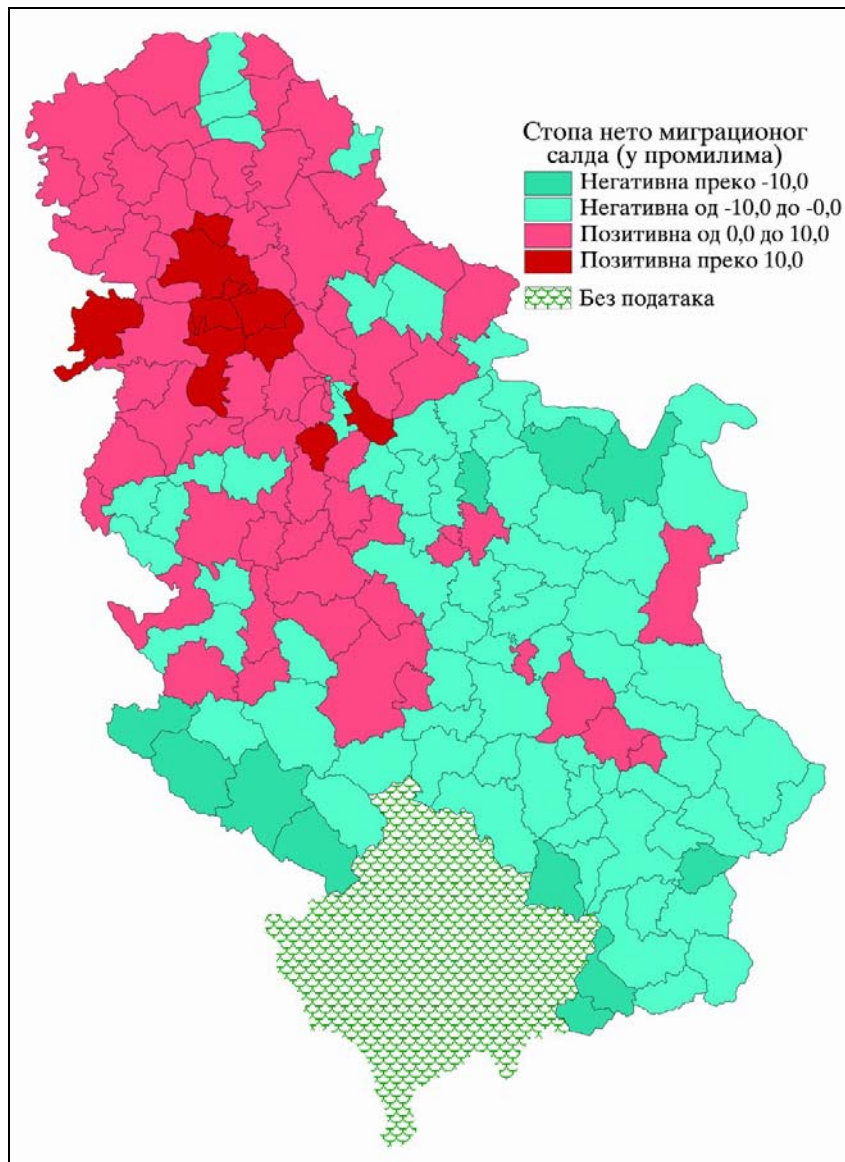 Стопа нето миграционог
салда (у промилима)
Негативна преко -10,0
Негативна од -10,0 до -0,0
Позитивна од 0,0 до 10,0
Позитивна преко 10,0
Без података